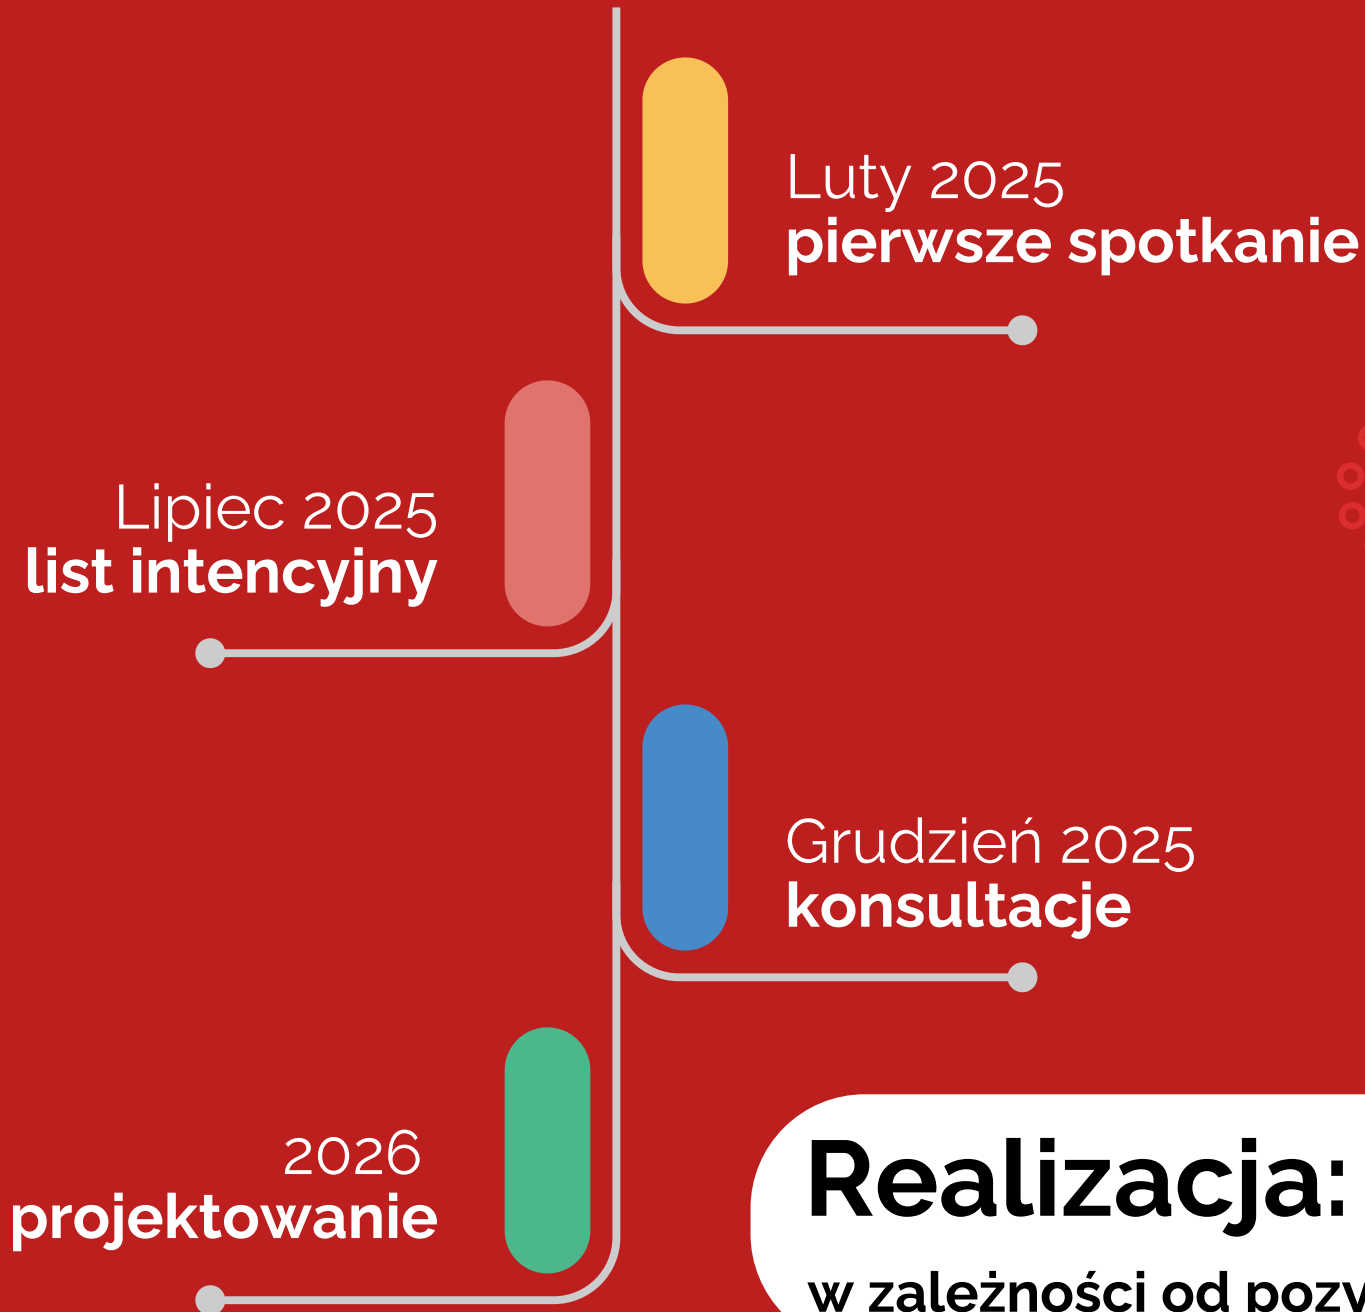 Luty 2025
pierwsze spotkanie
Lipiec 2025
list intencyjny
Grudzień 2025
konsultacje
2026
projektowanie
Realizacja:
w zależności od